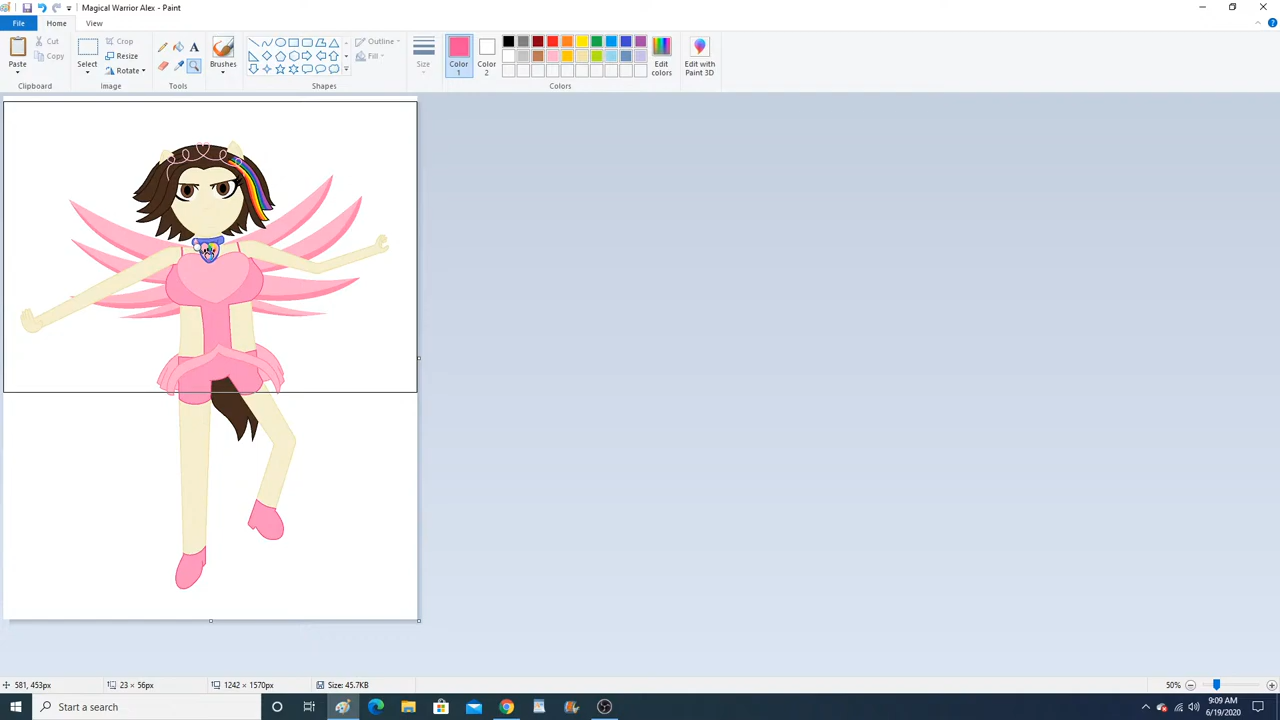 Magical Warrior Alex - Paint
File
Home
View
Paste
Cut
Copy
Clipboard
Select
Crop
Resize
Rotate
Image
A
Tools
Brushes
Outline
Fill
Shapes
Size
Color 1
Color 2
Edit colors
Colors
Edit with Paint 3D
581, 453px
23 × 56px
1242 × 1570px
Size: 45.7KB
50%
Start a search
9:09 AM
6/19/2020